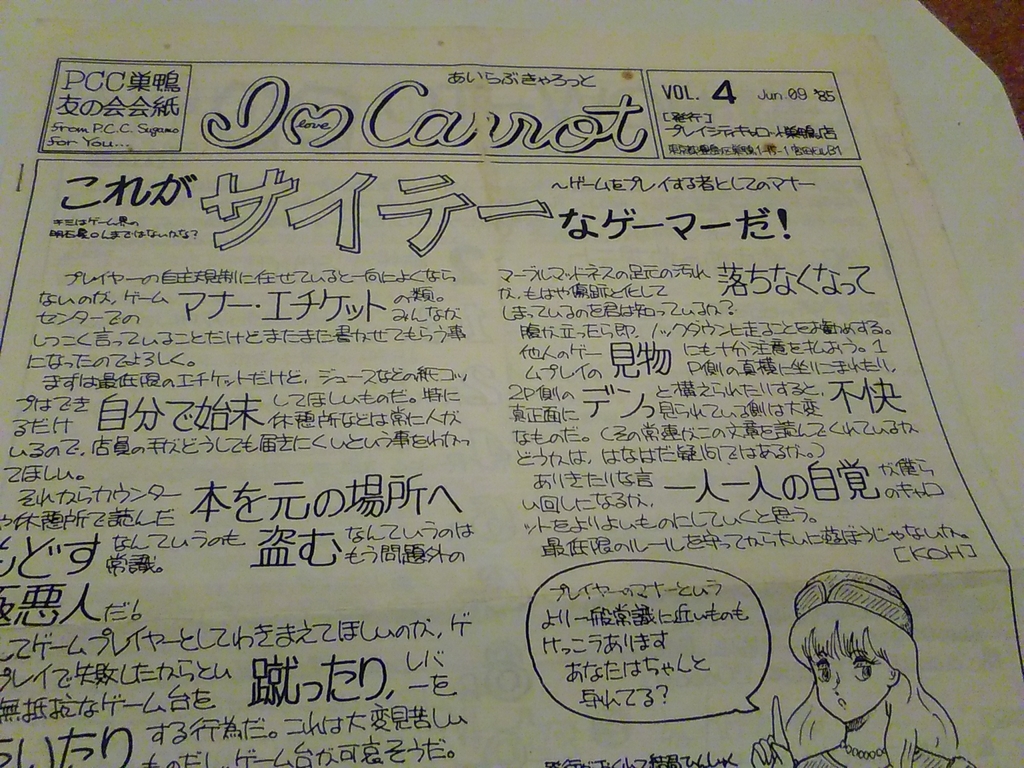 PCC巣鴨
友の会会紙
from P.C.C. Sugamo
for You...
あいらぶきゃろっと
I love Carrot
VOL. 4 Jun.09 '85
[発行]
プレイシティキャロット巣鴨店
これが
サイテー
なゲーマーだ!
〜ゲームをプレイする者としてのマナー
キミはゲーム界の
プレイヤーの自主規制に任せていると一向によくなら
ないのが、ゲーム
センターでの
マナー・エチケット
の類。
みんなが
しつこく言っていることだけどまたまた書かせてもらう事
になったのでよろしく。
まずは最低限のエチケットだけど、ジュースなどの紙コッ
プはでき
るだけ
自分で始末
してほしいものだ。特に
休憩所などは常に人が
いるので、店員の手がどうしても届きにくいという事をわかっ
てほしい。
それからカウンター
や休憩所で読んだ
本を元の場所へ
もどす
なんていうのも
常識。
盗む
なんていうのは
もう問題外の
極悪人だ!
してゲームプレイヤーとしてわきまえてほしいのが、ゲ
プレイで失敗したからとい
無抵抗なゲーム台を
蹴ったり、
レバ
ーを
いたり
する行為だ。これは大変見苦しい
ものだし、ゲーム台が可哀そうだ。
マーブルマッドネスの足元の汚れ
が、もはや傷跡と化して
落ちなくなって
しまっているのを君は知っているか?
腹が立ったら即、ノックダウンに走ることをお勧めする。
他人のゲー
ムプレイの
見物
にも十分注意を払おう。1
P側の真横に坐りこまれたり、
2P側の
真正面に
デンっ
と構えられたりすると、
見られている側は大変
不快
なものだ。(その常連がこの文章を読んでくれているか
どうかは、はなはだ疑問ではあるが。)
ありきたりな言
い回しになるが、
一人一人の自覚
が僕ら
のキャロ
ットをよりよいものにしていくと思う。
最低限のルールを守ってから大いに遊ぼうじゃないか。
[KOH]
プレイヤーのマナーという
より一般常識に近いものも
けっこうあります
あなたはちゃんと
守れてる?